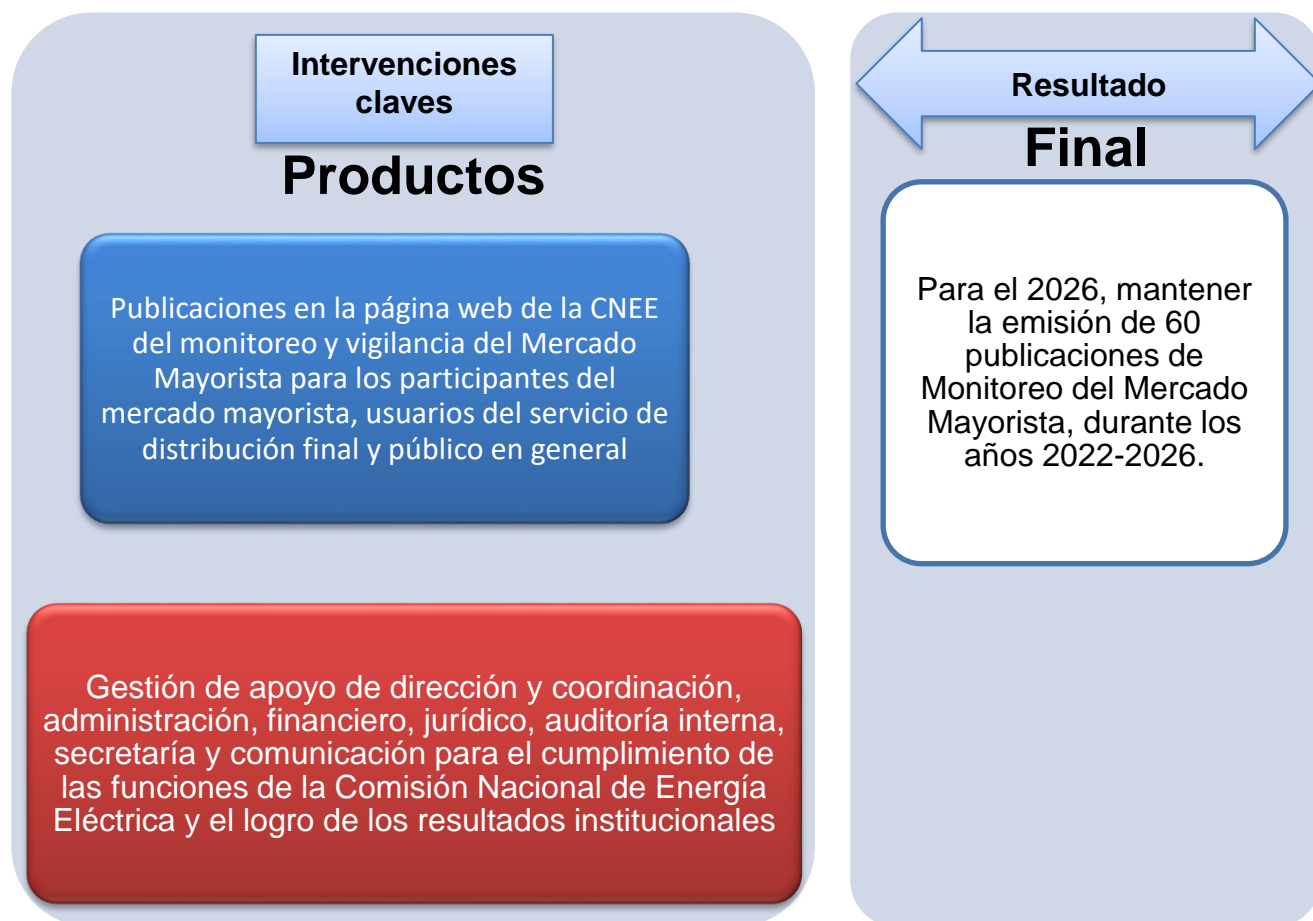 Intervenciones
claves
Productos
Publicaciones en la página web de la CNEE
del monitoreo y vigilancia del Mercado
Mayorista para los participantes del
mercado mayorista, usuarios del servicio de
distribución final y público en general
Gestión de apoyo de dirección y coordinación,
administración, financiero, jurídico, auditoría interna,
secretaría y comunicación para el cumplimiento de
las funciones de la Comisión Nacional de Energía
Eléctrica y el logro de los resultados institucionales
Resultado
Final
Para el 2026, mantener
la emisión de 60
publicaciones de
Monitoreo del Mercado
Mayorista, durante los
años 2022-2026.